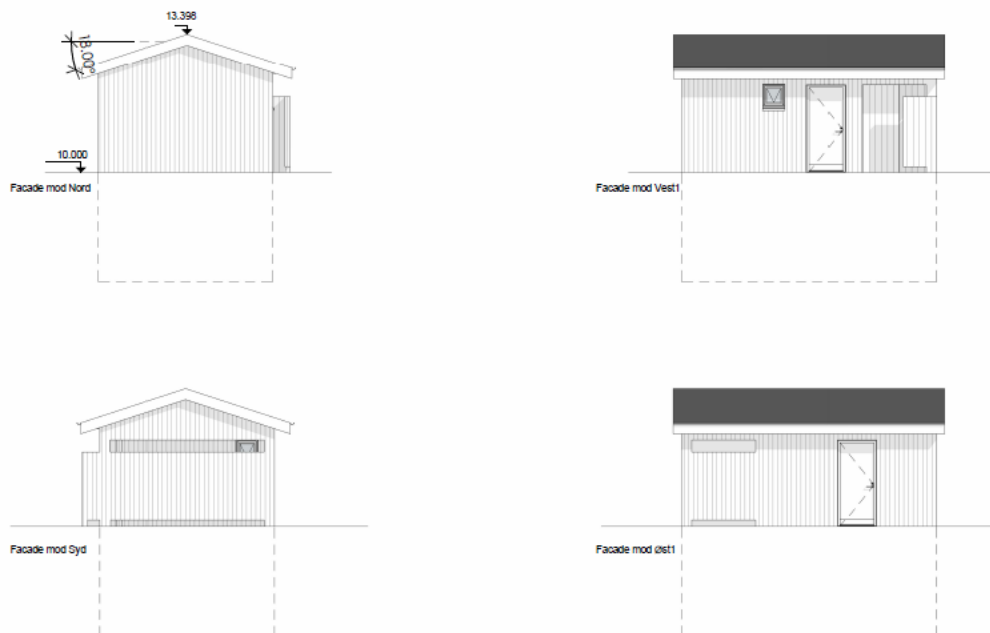 13.398
18.00°
10.000
Facade mod Nord
Facade mod Vest1
Facade mod Syd
Facade mod Øst1